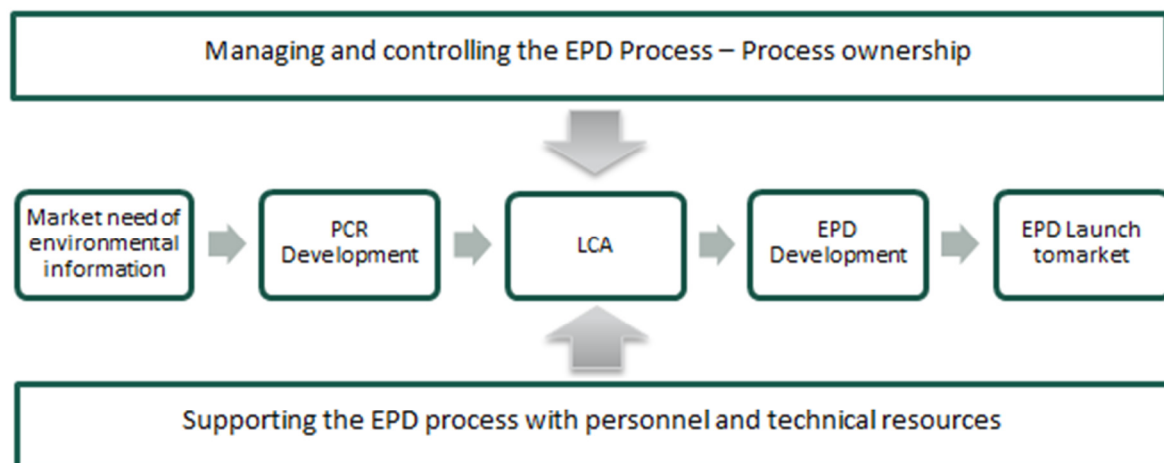 Managing and controlling the EPD Process – Process ownership
Market need of
environmental
information
PCR
Development
LCA
EPD
Development
EPD Launch
tomarket
Supporting the EPD process with personnel and technical resources